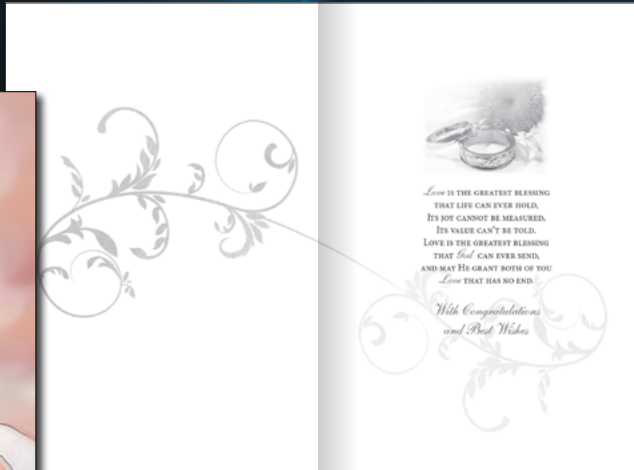 Love is the greatest blessing
that life can ever hold,
Its joy cannot be measured,
Its value can't be told.
Love is the greatest blessing
that God can ever send,
and may He grant both of you
Love that has no end.
With Congratulations
and Best Wishes